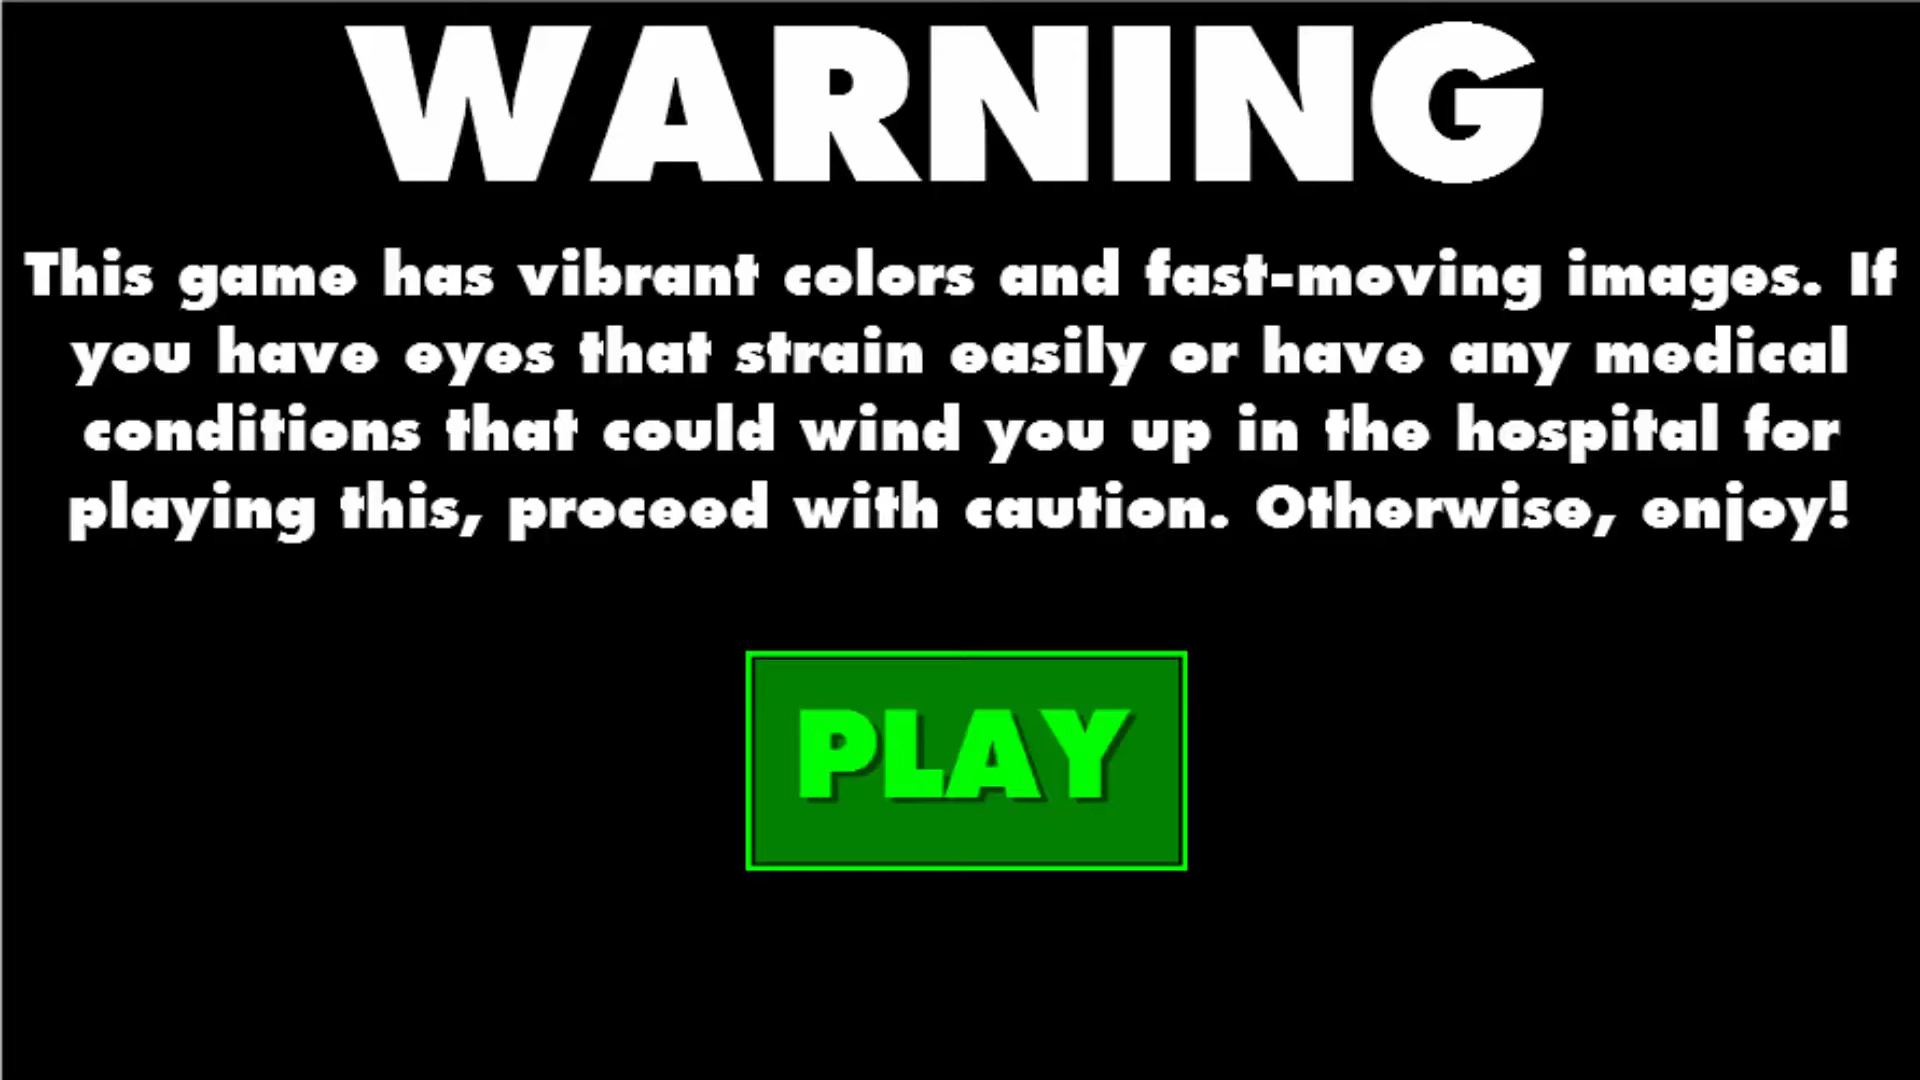 WARNING
This game has vibrant colors and fast-moving images. If
you have eyes that strain easily or have any medical
conditions that could wind you up in the hospital for
playing this, proceed with caution. Otherwise, enjoy!
PLAY